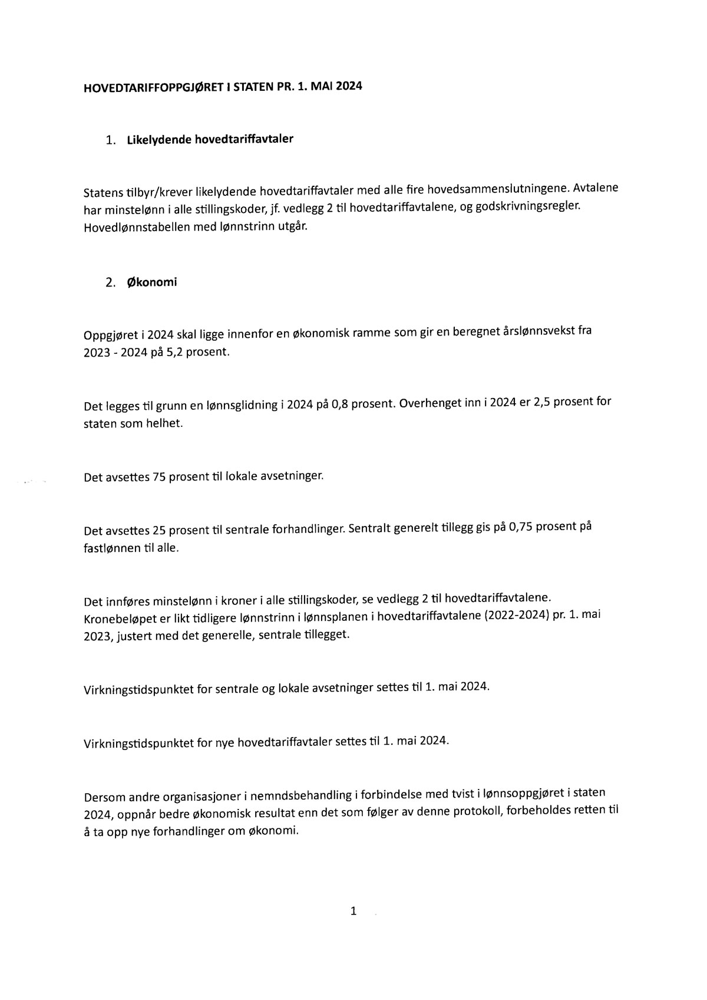 HOVEDTARIFFOPPGJØRET I STATEN PR. 1. MAI 2024
1. Likelydende hovedtariffavtaler
Statens tilbyr/krever likelydende hovedtariffavtaler med alle fire hovedsammenslutningene. Avtalene
har minstelønn i alle stillingskoder, jf. vedlegg 2 til hovedtariffavtalene, og godskrivningsregler.
Hovedlønnstabellen med lønnstrinn utgår.
2. Økonomi
Oppgjøret i 2024 skal ligge innenfor en økonomisk ramme som gir en beregnet årslønnsvekst fra
2023 - 2024 på 5,2 prosent.
Det legges til grunn en lønnsglidning i 2024 på 0,8 prosent. Overhenget inn i 2024 er 2,5 prosent for
staten som helhet.
Det avsettes 75 prosent til lokale avsetninger.
Det avsettes 25 prosent til sentrale forhandlinger. Sentralt generelt tillegg gis på 0,75 prosent på
fastlønnen til alle.
Det innføres minstelønn i kroner i alle stillingskoder, se vedlegg 2 til hovedtariffavtalene.
Kronebeløpet er likt tidligere lønnstrinn i lønnsplanen i hovedtariffavtalene (2022-2024) pr. 1. mai
2023, justert med det generelle, sentrale tillegget.
Virkningstidspunktet for sentrale og lokale avsetninger settes til 1. mai 2024.
Virkningstidspunktet for nye hovedtariffavtaler settes til 1. mai 2024.
Dersom andre organisasjoner i nemndsbehandling i forbindelse med tvist i lønnsoppgjøret i staten
2024, oppnår bedre økonomisk resultat enn det som følger av denne protokoll, forbeholdes retten til
å ta opp nye forhandlinger om økonomi.
1